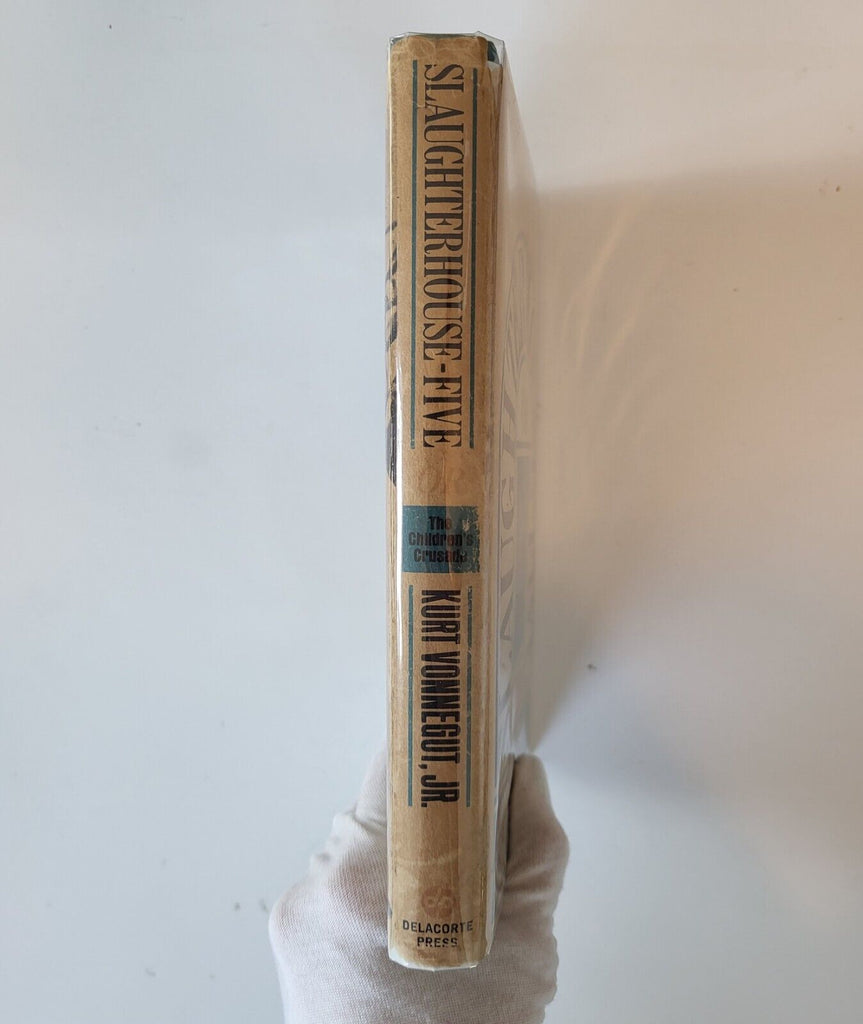 SLAUGHTERHOUSE-FIVE
The
Children's
Crusade
KURT VONNEGUT, JR.
DELACORTE
PRESS